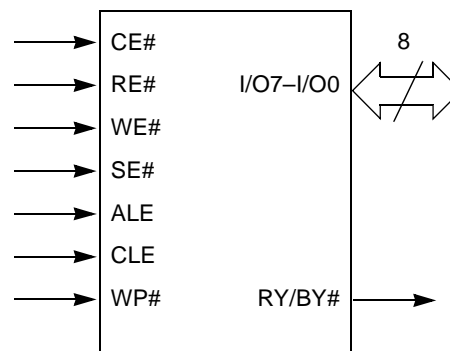 CE#
8
RE#
I/O7–I/O0
WE#
SE#
ALE
CLE
WP#
RY/BY#